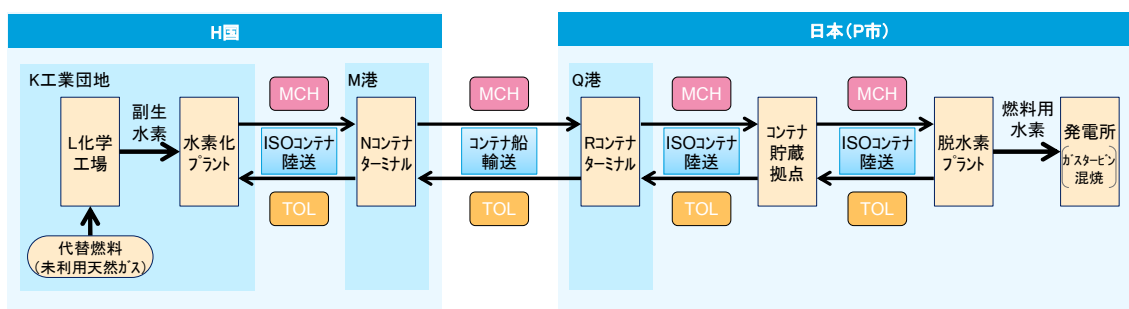 H国
日本(P市)
K工業団地
M港
Q港
L化学
工場
副生
水素
水素化
プラント
MCH
ISOコンテナ
陸送
TOL
Nコンテナ
ターミナル
MCH
コンテナ船
輸送
TOL
Rコンテナ
ターミナル
MCH
ISOコンテナ
陸送
TOL
コンテナ
貯蔵
拠点
MCH
ISOコンテナ
陸送
TOL
脱水素
プラント
燃料用
水素
発電所
ガスタービン
混焼
代替燃料
(未利用天然ガス)